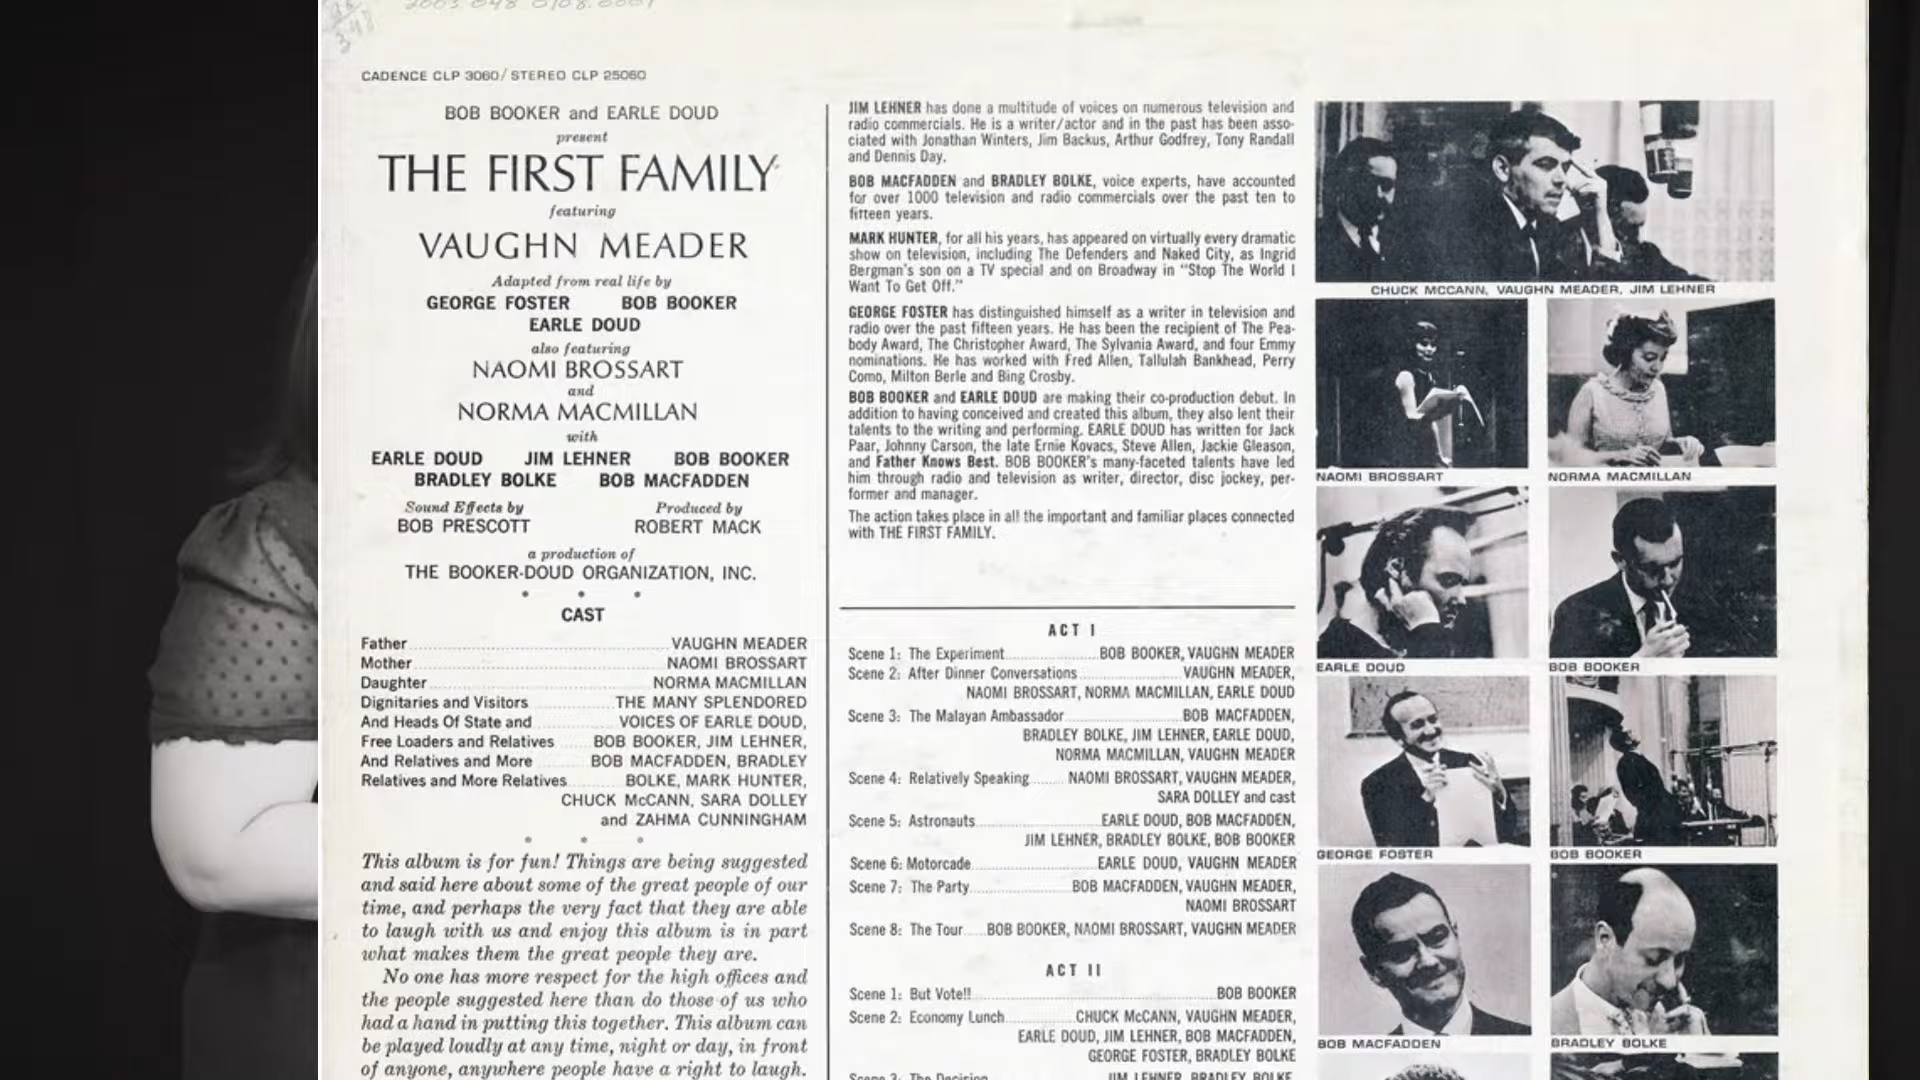 CADENCE CLP 3060/ STEREO CLP 25060
BOB BOOKER and EARLE DOUD
present
THE FIRST FAMILY
featuring
VAUGHN MEADER
Adapted from real life by
GEORGE FOSTER BOB BOOKER
EARLE DOUD
also featuring
NAOMI BROSSART
and
NORMA MACMILLAN
with
EARLE DOUD JIM LEHNER BOB BOOKER
BRADLEY BOLKE BOB MACFADDEN
Sound Effects by Produced by
BOB PRESCOTT ROBERT MACK
a production of
THE BOOKER-DOUD ORGANIZATION, INC.
CAST
Father VAUGHN MEADER
Mother NAOMI BROSSART
Daughter NORMA MACMILLAN
Dignitaries and Visitors THE MANY SPLENDORED
And Heads Of State and VOICES OF EARLE DOUD,
Free Loaders and Relatives BOB BOOKER, JIM LEHNER,
And Relatives and More BOB MACFADDEN, BRADLEY
Relatives and More Relatives BOLKE, MARK HUNTER,
CHUCK McCANN, SARA DOLLEY
and ZAHMA CUNNINGHAM
This album is for fun! Things are being suggested
and said here about some of the great people of our
time, and perhaps the very fact that they are able
to laugh with us and enjoy this album is in part
what makes them the great people they are.
No one has more respect for the high offices and
the people suggested here than do those of us who
had a hand in putting this together. This album can
be played loudly at any time, night or day, in front
of anyone, anywhere people have a right to laugh.
JIM LEHNER has done a multitude of voices on numerous television and
radio commercials. He is a writer/actor and in the past has been asso-
ciated with Jonathan Winters, Jim Backus, Arthur Godfrey, Tony Randall
and Dennis Day.
BOB MACFADDEN and BRADLEY BOLKE, voice experts, have accounted
for over 1000 television and radio commercials over the past ten to
fifteen years.
MARK HUNTER, for all his years, has appeared on virtually every dramatic
show on television, including The Defenders and Naked City, as Ingrid
Bergman's son on a TV special and on Broadway in "Stop The World I
Want To Get Off."
GEORGE FOSTER has distinguished himself as a writer in television and
radio over the past fifteen years. He has been the recipient of The Pea-
body Award, The Christopher Award, The Sylvania Award, and four Emmy
nominations. He has worked with Fred Allen, Tallulah Bankhead, Perry
Como, Milton Berle and Bing Crosby.
BOB BOOKER and EARLE DOUD are making their co-production debut. In
addition to having conceived and created this album, they also lent their
talents to the writing and performing. EARLE DOUD has written for Jack
Paar, Johnny Carson, the late Ernie Kovacs, Steve Allen, Jackie Gleason,
and Father Knows Best. BOB BOOKER's many-faceted talents have led
him through radio and television as writer, director, disc jockey, per-
former and manager.
The action takes place in all the important and familiar places connected
with THE FIRST FAMILY.
ACT I
Scene 1: The Experiment BOB BOOKER, VAUGHN MEADER
Scene 2: After Dinner Conversations VAUGHN MEADER,
NAOMI BROSSART, NORMA MACMILLAN, EARLE DOUD
Scene 3: The Malayan Ambassador BOB MACFADDEN,
BRADLEY BOLKE, JIM LEHNER, EARLE DOUD,
NORMA MACMILLAN, VAUGHN MEADER
Scene 4: Relatively Speaking NAOMI BROSSART, VAUGHN MEADER,
SARA DOLLEY and cast
Scene 5: Astronauts EARLE DOUD, BOB MACFADDEN,
JIM LEHNER, BRADLEY BOLKE, BOB BOOKER
Scene 6: Motorcade EARLE DOUD, VAUGHN MEADER
Scene 7: The Party BOB MACFADDEN, VAUGHN MEADER,
NAOMI BROSSART
Scene 8: The Tour BOB BOOKER, NAOMI BROSSART, VAUGHN MEADER
ACT II
Scene 1: But Vote!! BOB BOOKER
Scene 2: Economy Lunch CHUCK McCANN, VAUGHN MEADER,
EARLE DOUD, JIM LEHNER, BOB MACFADDEN,
GEORGE FOSTER, BRADLEY BOLKE
Scene 3: The Decision JIM LEHNER, BRADLEY BOLKE,
CHUCK MCCANN, VAUGHN MEADER, JIM LEHNER
NAOMI BROSSART NORMA MACMILLAN
EARLE DOUD BOB BOOKER
GEORGE FOSTER BOB BOOKER
BOB MACFADDEN BRADLEY BOLKE